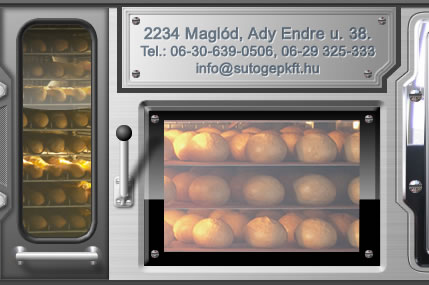 2234 Maglód, Ady Endre u. 38.
Tel.: 06-30-639-0506, 06-29 325-333
info@sutogepkft.hu